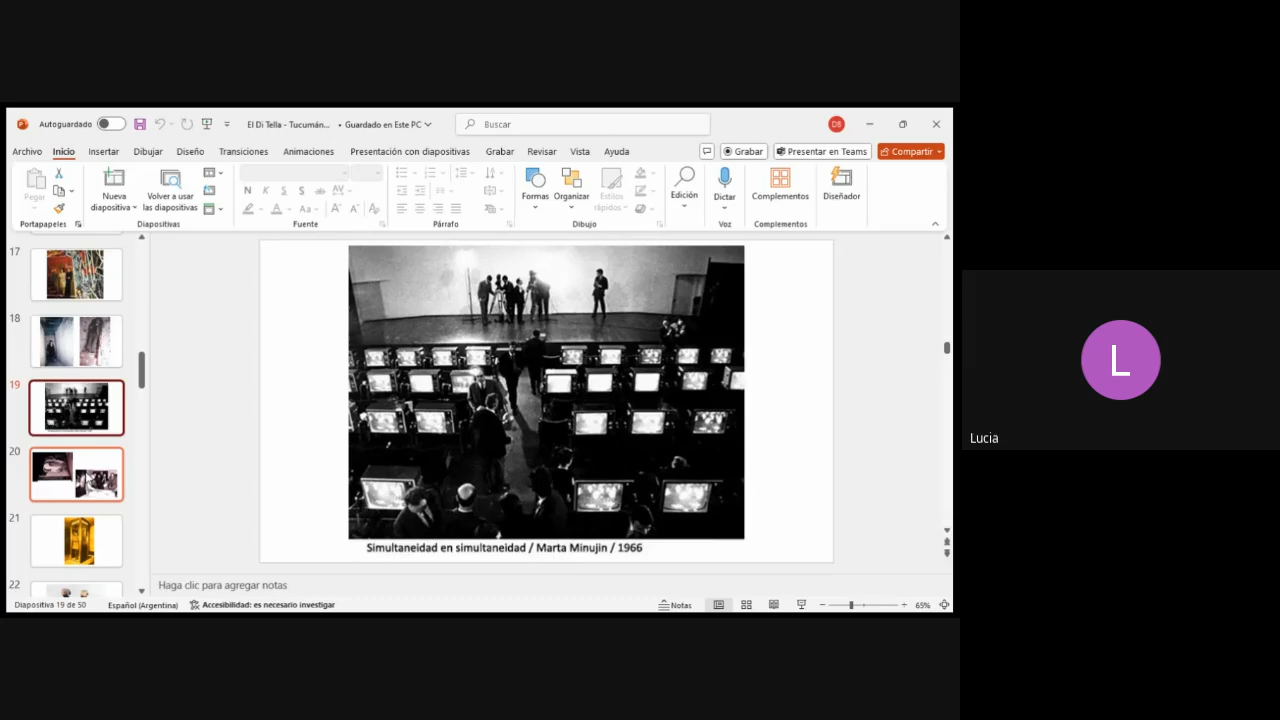 Autoguardado
El Di Tella - Tucumán... • Guardado en Este PC
Buscar
DB
Archivo Inicio Insertar Dibujar Diseño Transiciones Animaciones Presentación con diapositivas Grabar Revisar Vista Ayuda
Grabar
Presentar en Teams
Compartir
Pegar
Nueva
diapositiva
Volver a usar
las diapositivas
N K S S ab AV
A Aa A A A
Formas
Organizar
Estilos
rápidos
Edición
Dictar
Complementos
Diseñador
Portapapeles
Diapositivas
Fuente
Párrafo
Dibujo
Voz
Complementos
17
18
19
20
21
22
Simultaneidad en simultaneidad / Marta Minujin / 1966
Haga clic para agregar notas
Diapositiva 19 de 50 Español (Argentina) Accesibilidad: es necesario investigar
Notas
65%
L
Lucia